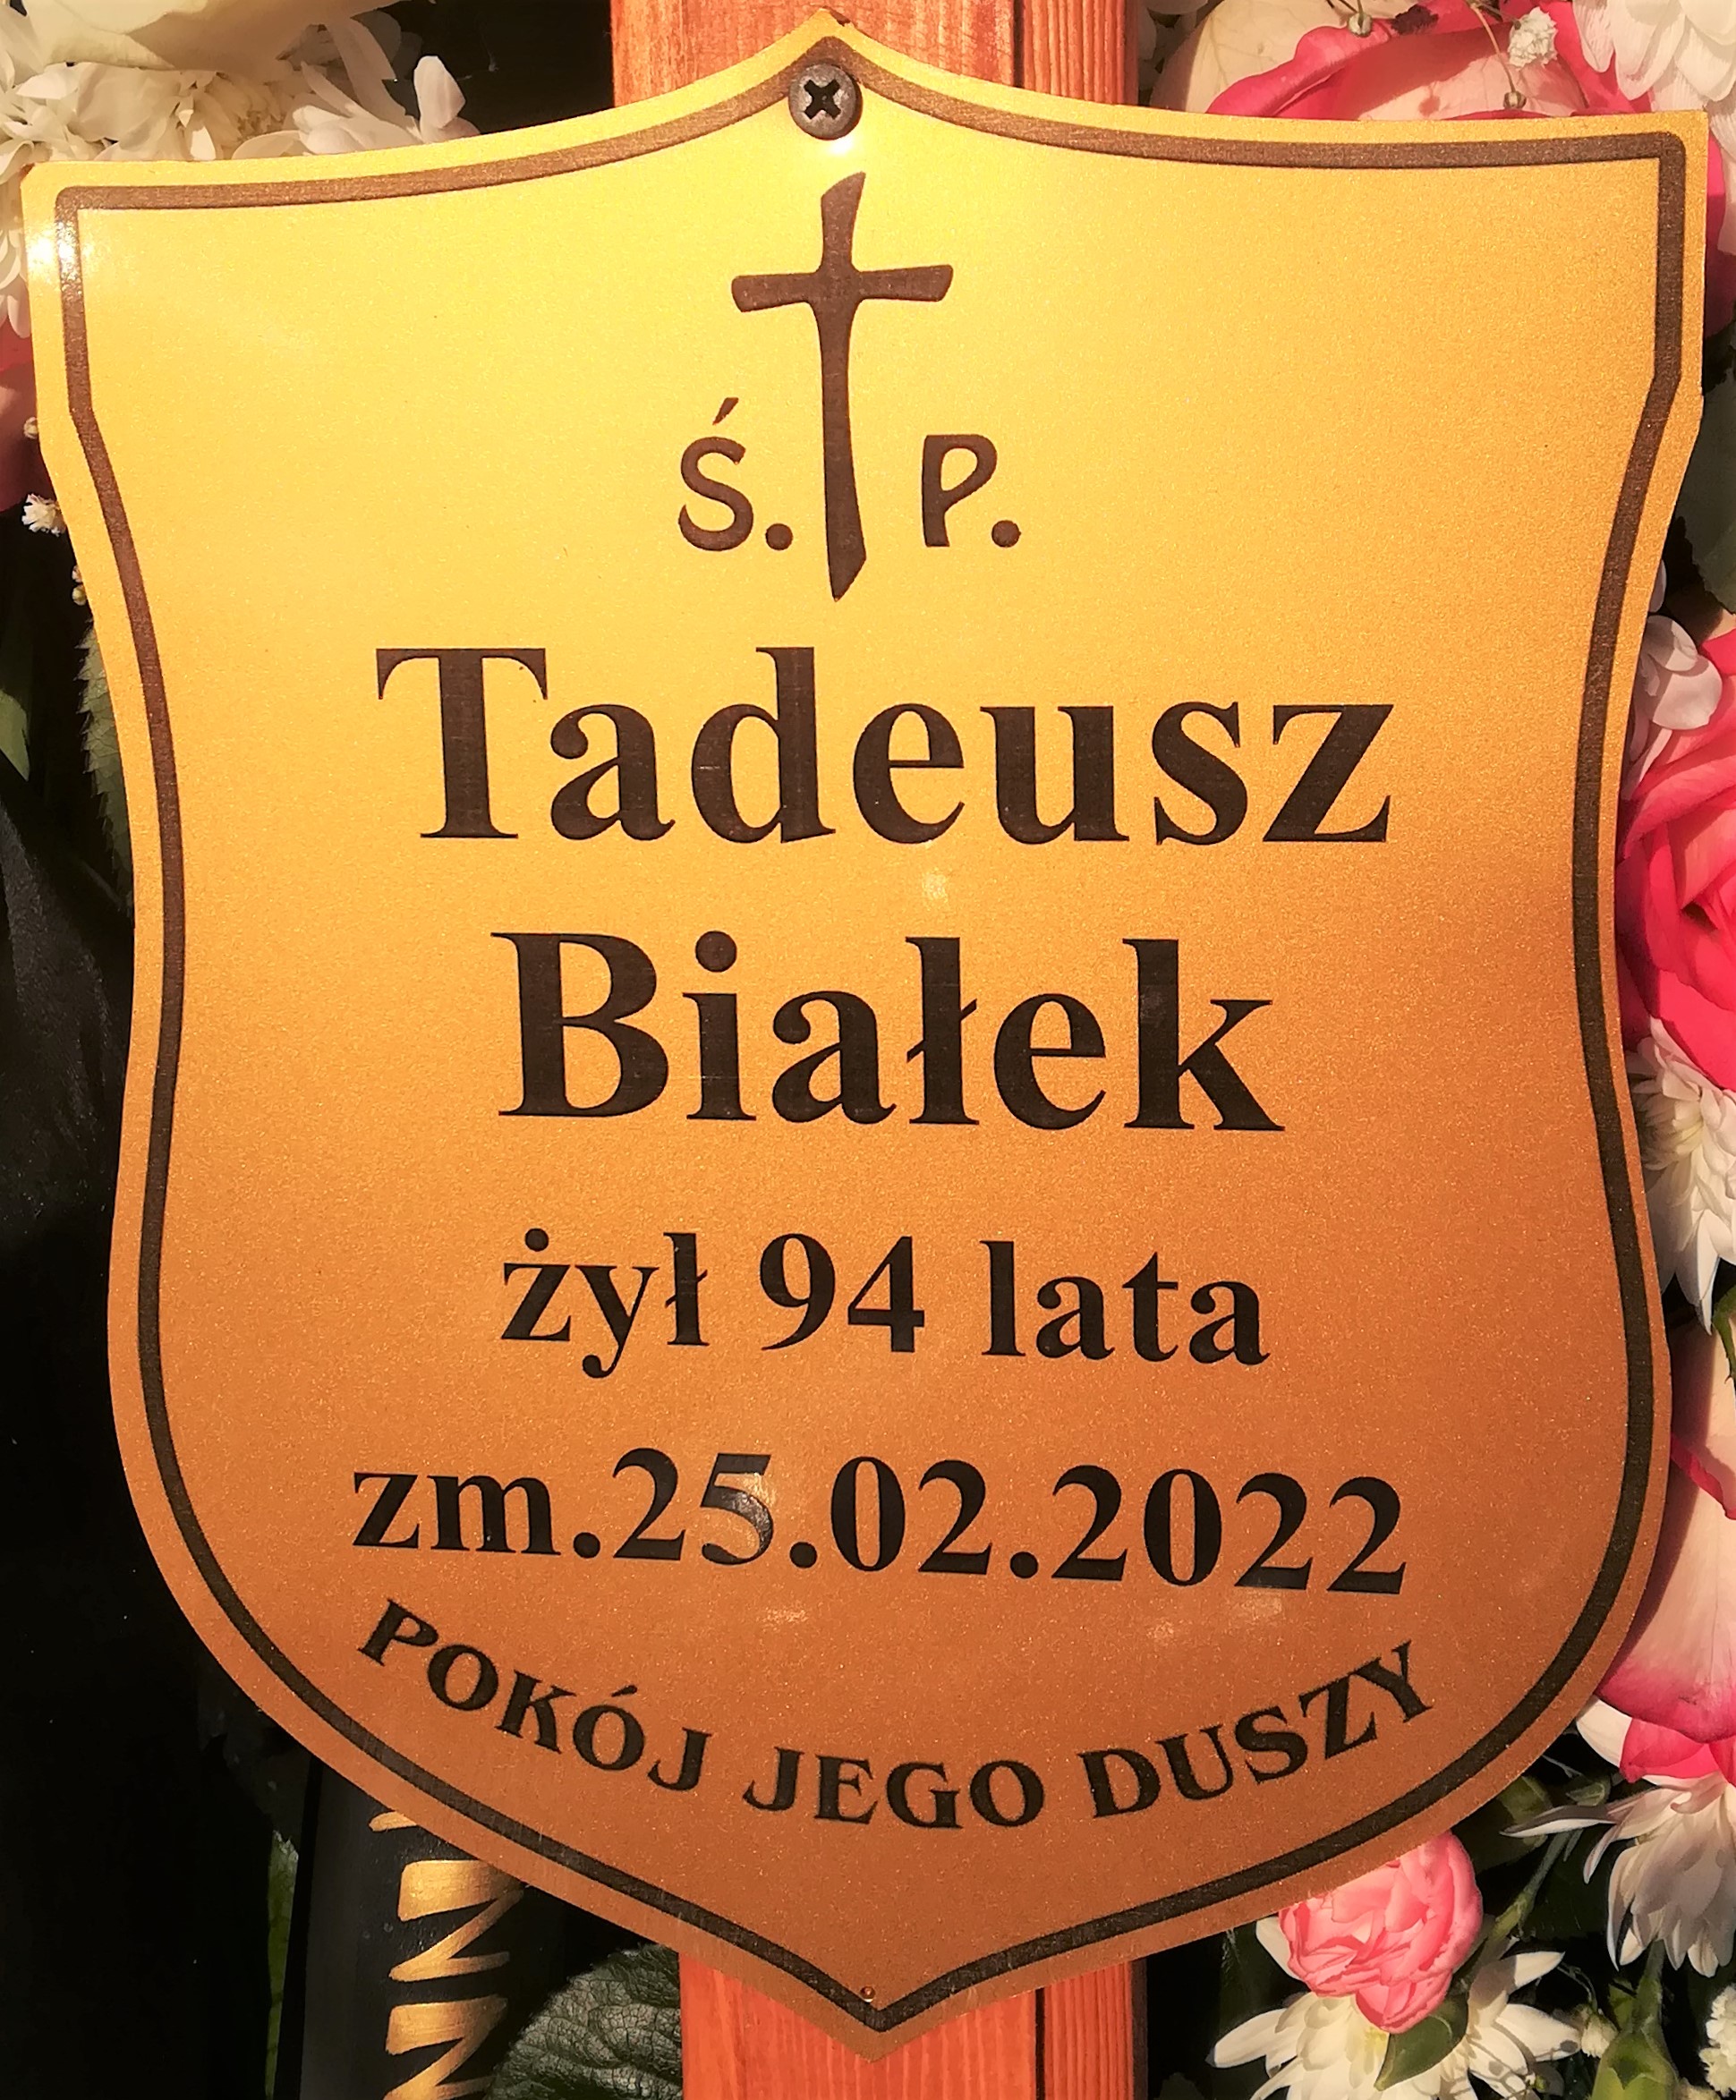 Ś. P.
Tadeusz
Białek
żył 94 lata
zm.25.02.2022
POKÓJ JEGO DUSZY